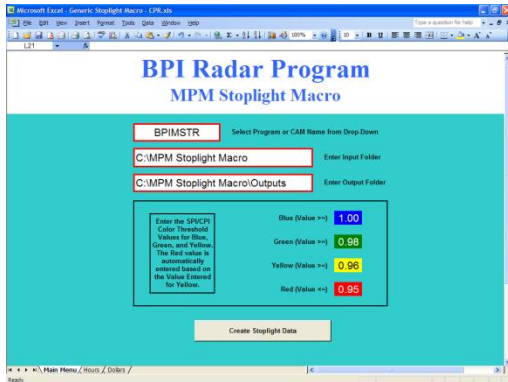 Microsoft Excel - Generic Stoplight Macro - CPR.xls
File Edit View Insert Format Tools Data Window Help
Type a question for help
100%
10
L21
BPI Radar Program
MPM Stoplight Macro
BPIMSTR Select Program or CAM Name from Drop-Down
C:\MPM Stoplight Macro Enter Input Folder
C:\MPM Stoplight Macro\Outputs Enter Output Folder
Enter the SPI/CPI
Color Threshold
Values for Blue,
Green, and Yellow.
The Red value is
automatically
entered based on
the Value Entered
for Yellow.
Blue (Value >=) 1.00
Green (Value >=) 0.98
Yellow (Value >=) 0.96
Red (Value <=) 0.95
Create Stoplight Data
Main Menu / Hours / Dollars /
Ready